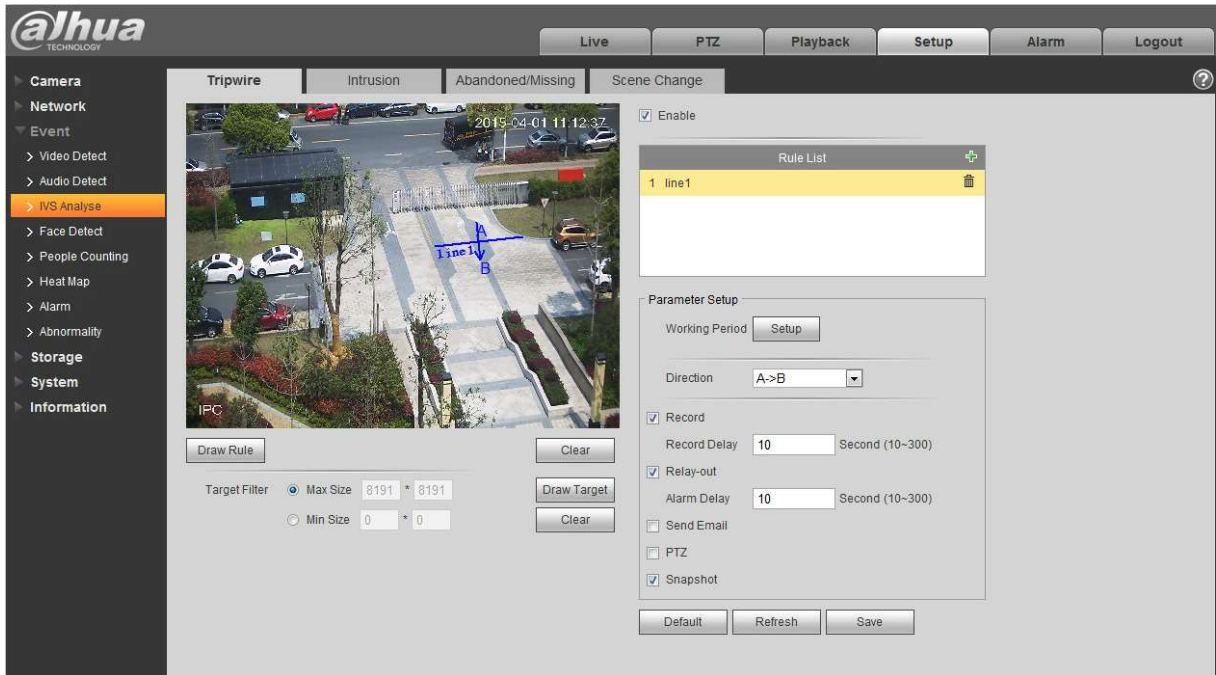 alhua
TECHNOLOGY
Live PTZ Playback Setup Alarm Logout
Camera
Network
Event
Video Detect
Audio Detect
IVS Analyse
Face Detect
People Counting
Heat Map
Alarm
Abnormality
Storage
System
Information
Tripwire Intrusion Abandoned/Missing Scene Change
2015-04-01 11:12:37
A
line1
B
IPC
Draw Rule Clear
Target Filter Max Size 8191 * 8191 Draw Target
Min Size 0 * 0 Clear
Enable
Rule List
1 line1
Parameter Setup
Working Period Setup
Direction A->B
Record
Record Delay 10 Second (10~300)
Relay-out
Alarm Delay 10 Second (10~300)
Send Email
PTZ
Snapshot
Default Refresh Save